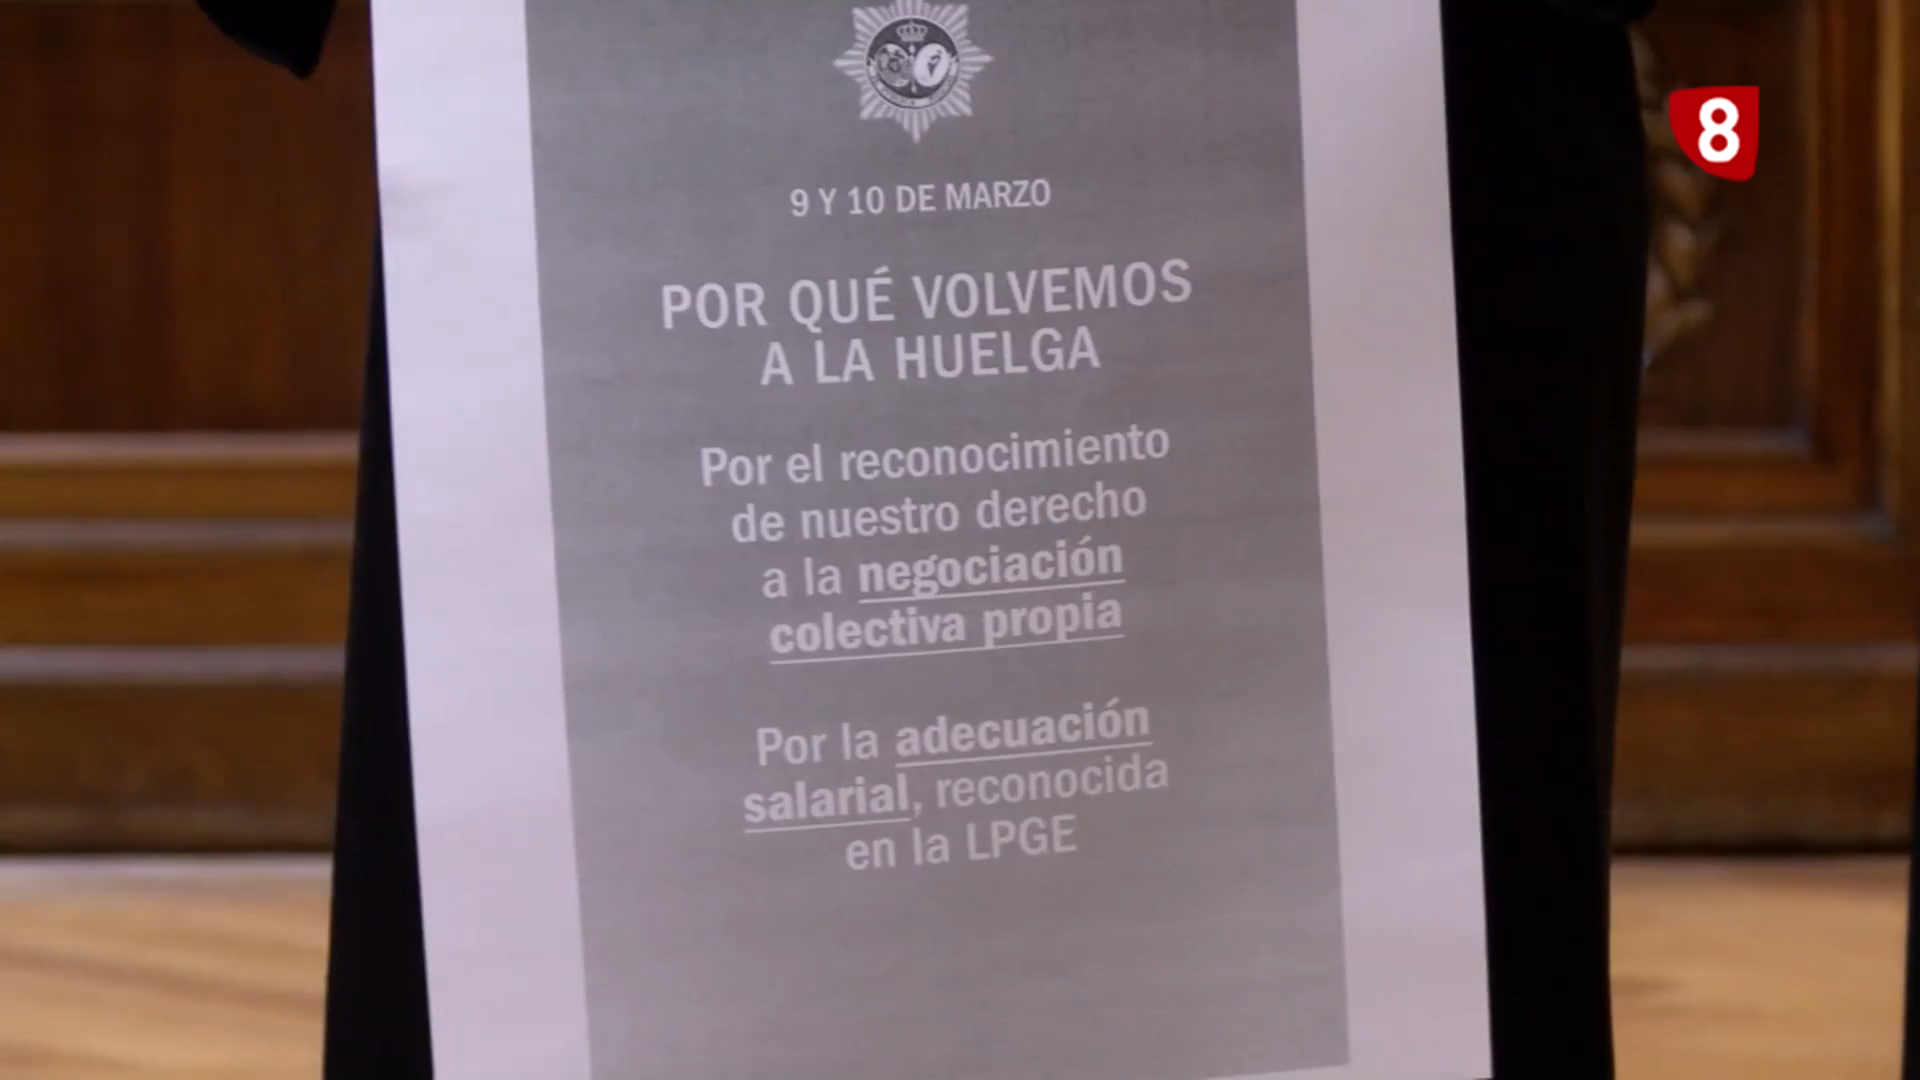 8
9 Y 10 DE MARZO
POR QUÉ VOLVEMOS
A LA HUELGA
Por el reconocimiento
de nuestro derecho
a la negociación
colectiva propia
Por la adecuación
salarial, reconocida
en la LPGE